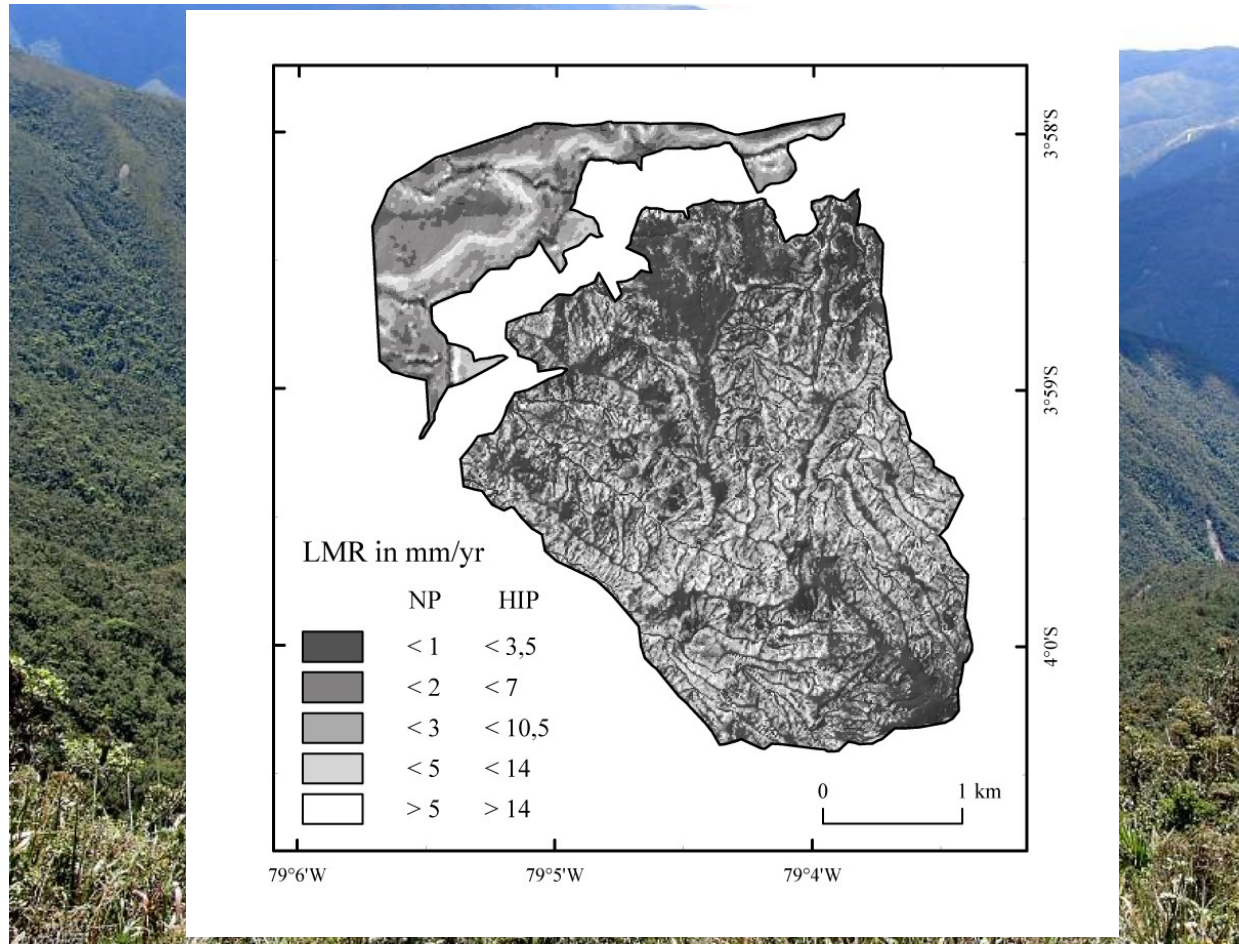 3°58'S
3°59'S
LMR in mm/yr
NP HIP
< 1 < 3,5
< 2 < 7
< 3 < 10,5
< 5 < 14
> 5 > 14
4°0'S
0 1 km
79°6'W 79°5'W 79°4'W